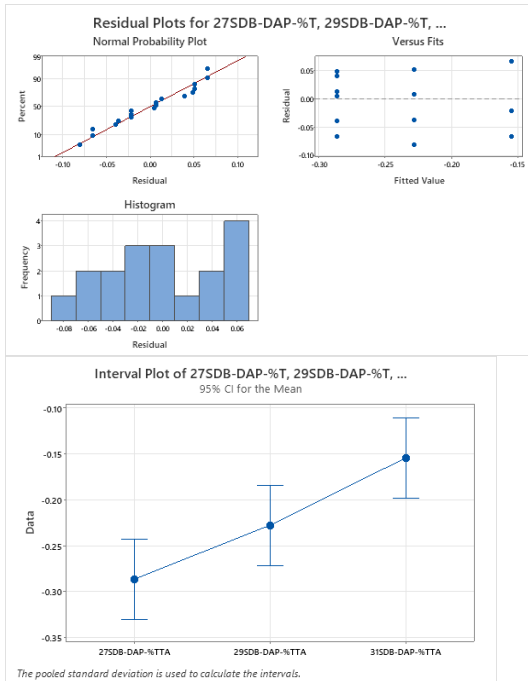 Residual Plots for 27SDB-DAP-%T, 29SDB-DAP-%T, ...
Normal Probability Plot
99
90
50
10
1
Percent
-0.10
-0.05
0.00
0.05
0.10
Residual
Versus Fits
0.05
0.00
-0.05
-0.10
Residual
-0.30
-0.25
-0.20
-0.15
Fitted Value
Histogram
4
3
2
1
0
Frequency
-0.08
-0.06
-0.04
-0.02
0.00
0.02
0.04
0.06
Residual
Interval Plot of 27SDB-DAP-%T, 29SDB-DAP-%T, ...
95% CI for the Mean
-0.10
-0.15
-0.20
-0.25
-0.30
-0.35
Data
27SDB-DAP-%TTA
29SDB-DAP-%TTA
31SDB-DAP-%TTA
The pooled standard deviation is used to calculate the intervals.